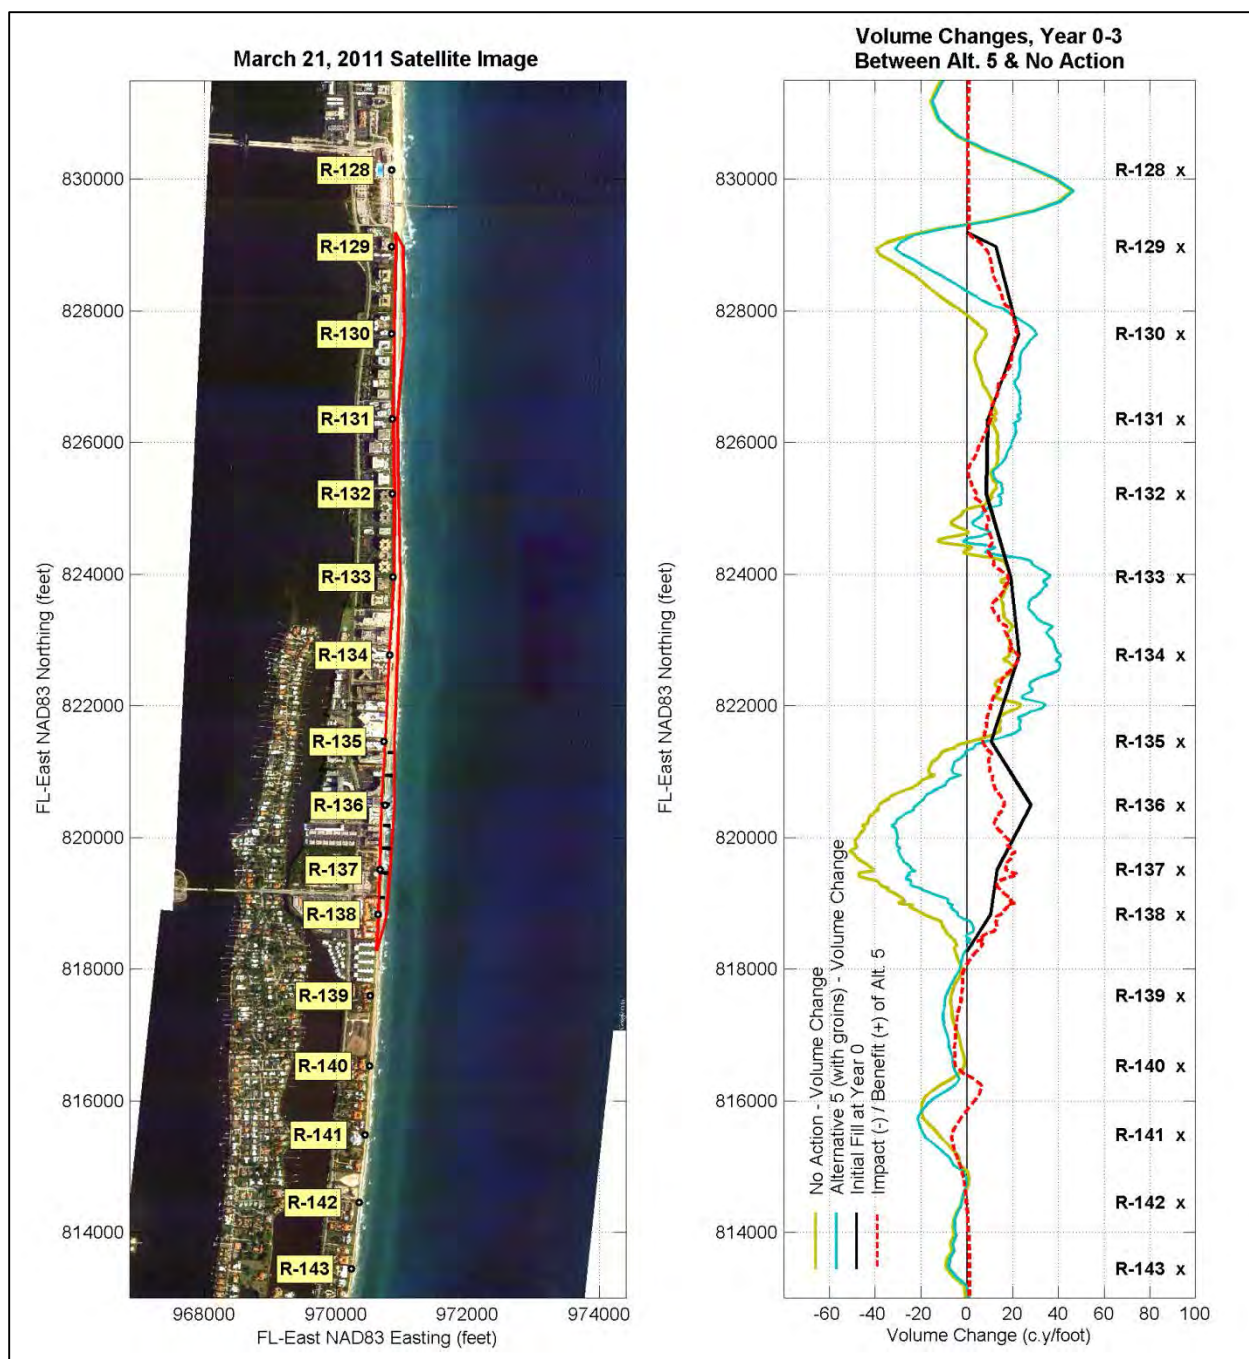 March 21, 2011 Satellite Image
FL-East NAD83 Northing (feet)
830000
828000
826000
824000
822000
820000
818000
816000
814000
R-128
R-129
R-130
R-131
R-132
R-133
R-134
R-135
R-136
R-137
R-138
R-139
R-140
R-141
R-142
R-143
968000 970000 972000 974000
FL-East NAD83 Easting (feet)
Volume Changes, Year 0-3
Between Alt. 5 & No Action
FL-East NAD83 Northing (feet)
830000
828000
826000
824000
822000
820000
818000
816000
814000
R-128 x
R-129 x
R-130 x
R-131 x
R-132 x
R-133 x
R-134 x
R-135 x
R-136 x
R-137 x
R-138 x
R-139 x
R-140 x
R-141 x
R-142 x
R-143 x
No Action - Volume Change
Alternative 5 (with groins) - Volume Change
Initial Fill at Year 0
Impact (-) / Benefit (+) of Alt. 5
-60 -40 -20 0 20 40 60 80 100
Volume Change (c.y/foot)